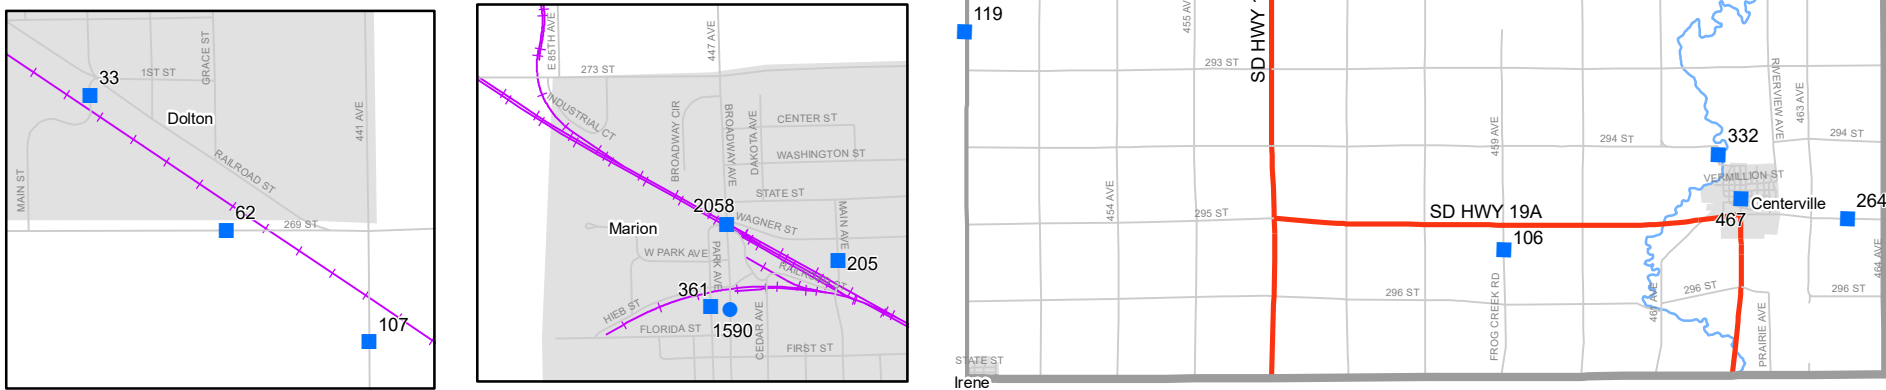 33
1ST ST
GRACE ST
Dolton
441 AVE
MAIN ST
RAILROAD ST
62
269 ST
107
E 85TH AVE
447 AVE
273 ST
INDUSTRIAL CT
BROADWAY CIR
BROADWAY AVE
DAKOTA AVE
CENTER ST
WASHINGTON ST
STATE ST
2058
WAGNER ST
Marion
MAIN AVE
W PARK AVE
PARK AVE
205
361
HIEB ST
1590
FLORIDA ST
CEDAR AVE
FIRST ST
119
455 AV
SD HWY
293 ST
RIVERVIEW AVE
463 AVE
459 AVE
294 ST
332
294 ST
VERMILLION ST
454 AVE
295 ST
SD HWY 19A
Centerville
467
264
106
464 AVE
FROG CREEK RD
296 ST
296 ST
296 ST
PRAIRIE AVE
STATE ST
Irene